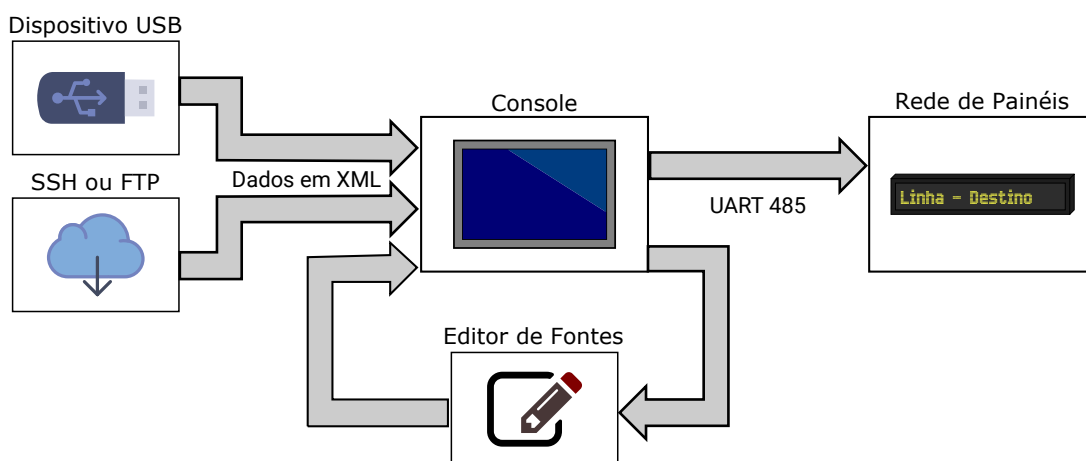 Dispositivo USB
Console
Rede de Painéis
SSH ou FTP
Dados em XML
UART 485
Linha - Destino
Editor de Fontes